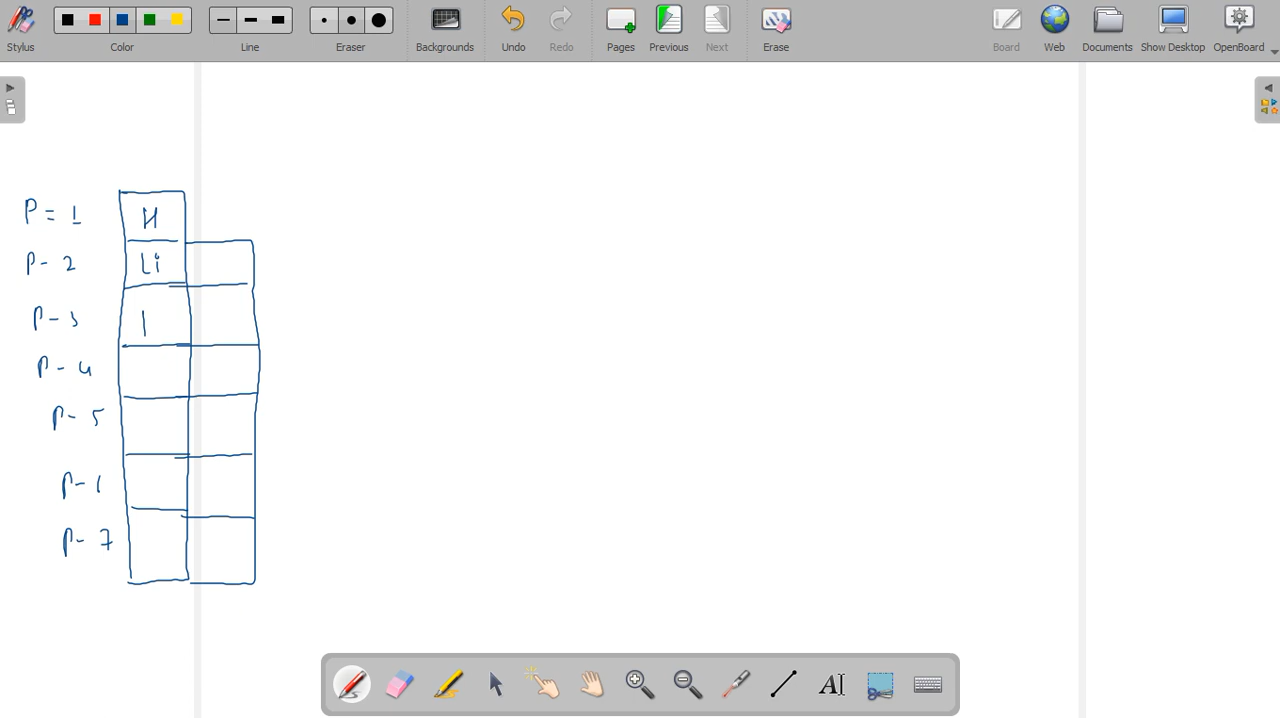 Stylus Color Line Eraser Backgrounds Undo Redo Pages Previous Next Erase Board Web Documents Show Desktop OpenBoard
P = 1 H
P - 2 Li
P - 3
P - 4
P - 5
P - 1
P - 7